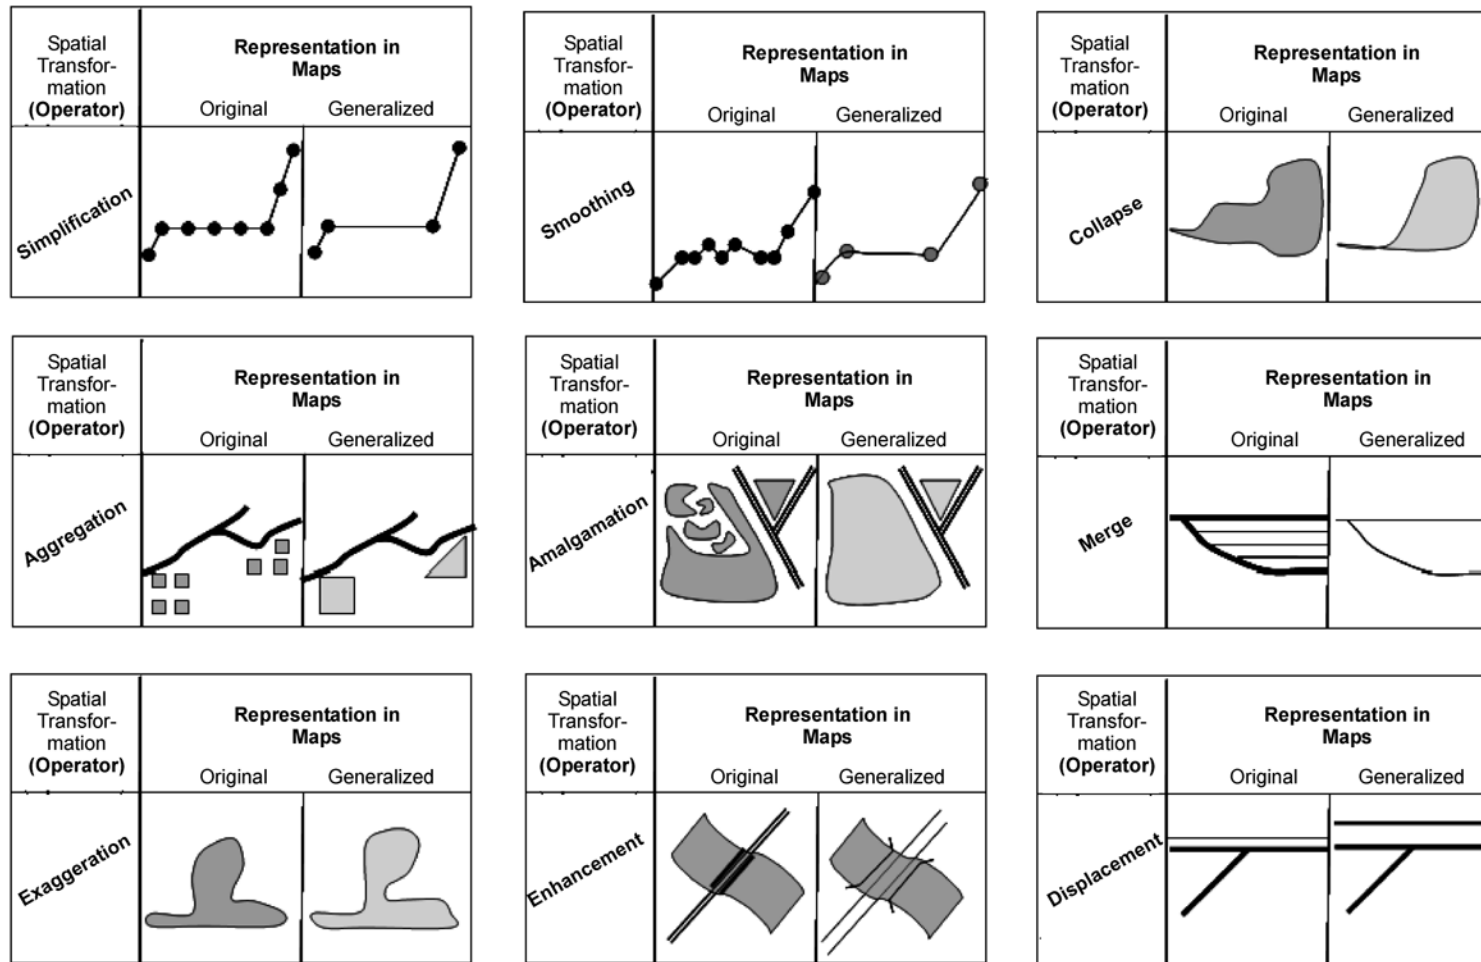 Spatial
Transfor-
mation
(Operator)
Representation in
Maps
Original
Generalized
Simplification
Spatial
Transfor-
mation
(Operator)
Representation in
Maps
Original
Generalized
Smoothing
Spatial
Transfor-
mation
(Operator)
Representation in
Maps
Original
Generalized
Collapse
Spatial
Transfor-
mation
(Operator)
Representation in
Maps
Original
Generalized
Aggregation
Spatial
Transfor-
mation
(Operator)
Representation in
Maps
Original
Generalized
Amalgamation
Spatial
Transfor-
mation
(Operator)
Representation in
Maps
Original
Generalized
Merge
Spatial
Transfor-
mation
(Operator)
Representation in
Maps
Original
Generalized
Exaggeration
Spatial
Transfor-
mation
(Operator)
Representation in
Maps
Original
Generalized
Enhancement
Spatial
Transfor-
mation
(Operator)
Representation in
Maps
Original
Generalized
Displacement